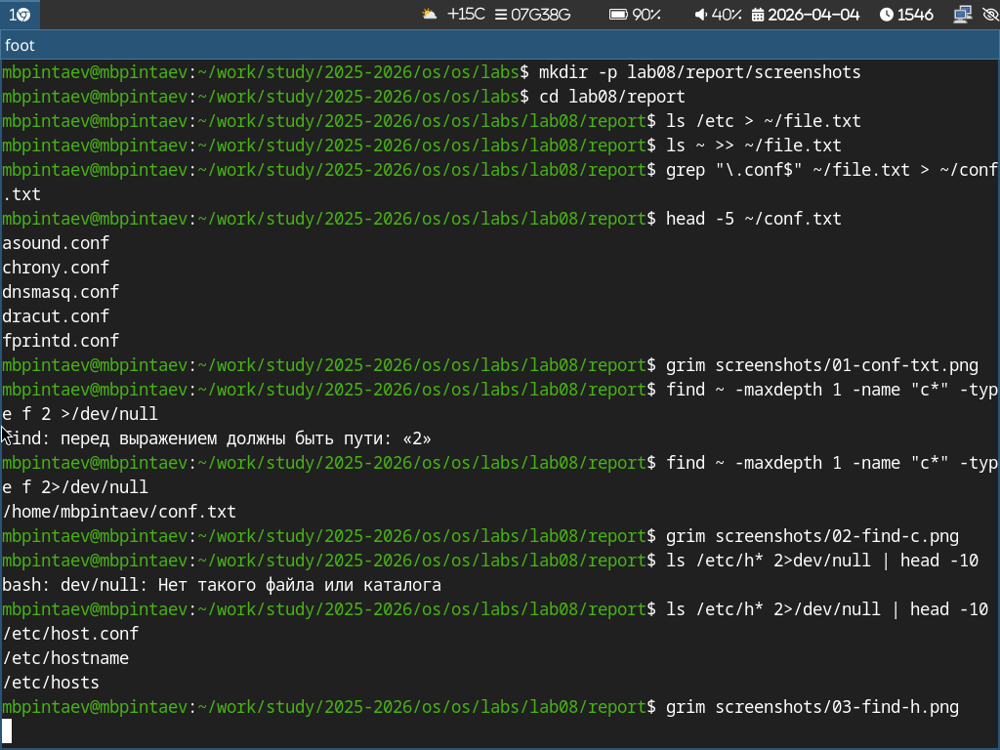 1
+15C 07G38G 90% 40% 2026-04-04 1546
foot
mbpintaev@mbpintaev:~/work/study/2025-2026/os/os/labs$ mkdir -p lab08/report/screenshots
mbpintaev@mbpintaev:~/work/study/2025-2026/os/os/labs$ cd lab08/report
mbpintaev@mbpintaev:~/work/study/2025-2026/os/os/labs/lab08/report$ ls /etc > ~/file.txt
mbpintaev@mbpintaev:~/work/study/2025-2026/os/os/labs/lab08/report$ ls ~ >> ~/file.txt
mbpintaev@mbpintaev:~/work/study/2025-2026/os/os/labs/lab08/report$ grep "\.conf$" ~/file.txt > ~/conf
.txt
mbpintaev@mbpintaev:~/work/study/2025-2026/os/os/labs/lab08/report$ head -5 ~/conf.txt
asound.conf
chrony.conf
dnsmasq.conf
dracut.conf
fprintd.conf
mbpintaev@mbpintaev:~/work/study/2025-2026/os/os/labs/lab08/report$ grim screenshots/01-conf-txt.png
mbpintaev@mbpintaev:~/work/study/2025-2026/os/os/labs/lab08/report$ find ~ -maxdepth 1 -name "c*" -typ
e f 2 >/dev/null
find: перед выражением должны быть пути: «2»
mbpintaev@mbpintaev:~/work/study/2025-2026/os/os/labs/lab08/report$ find ~ -maxdepth 1 -name "c*" -typ
e f 2>/dev/null
/home/mbpintaev/conf.txt
mbpintaev@mbpintaev:~/work/study/2025-2026/os/os/labs/lab08/report$ grim screenshots/02-find-c.png
mbpintaev@mbpintaev:~/work/study/2025-2026/os/os/labs/lab08/report$ ls /etc/h* 2>dev/null | head -10
bash: dev/null: Нет такого файла или каталога
mbpintaev@mbpintaev:~/work/study/2025-2026/os/os/labs/lab08/report$ ls /etc/h* 2>/dev/null | head -10
/etc/host.conf
/etc/hostname
/etc/hosts
mbpintaev@mbpintaev:~/work/study/2025-2026/os/os/labs/lab08/report$ grim screenshots/03-find-h.png